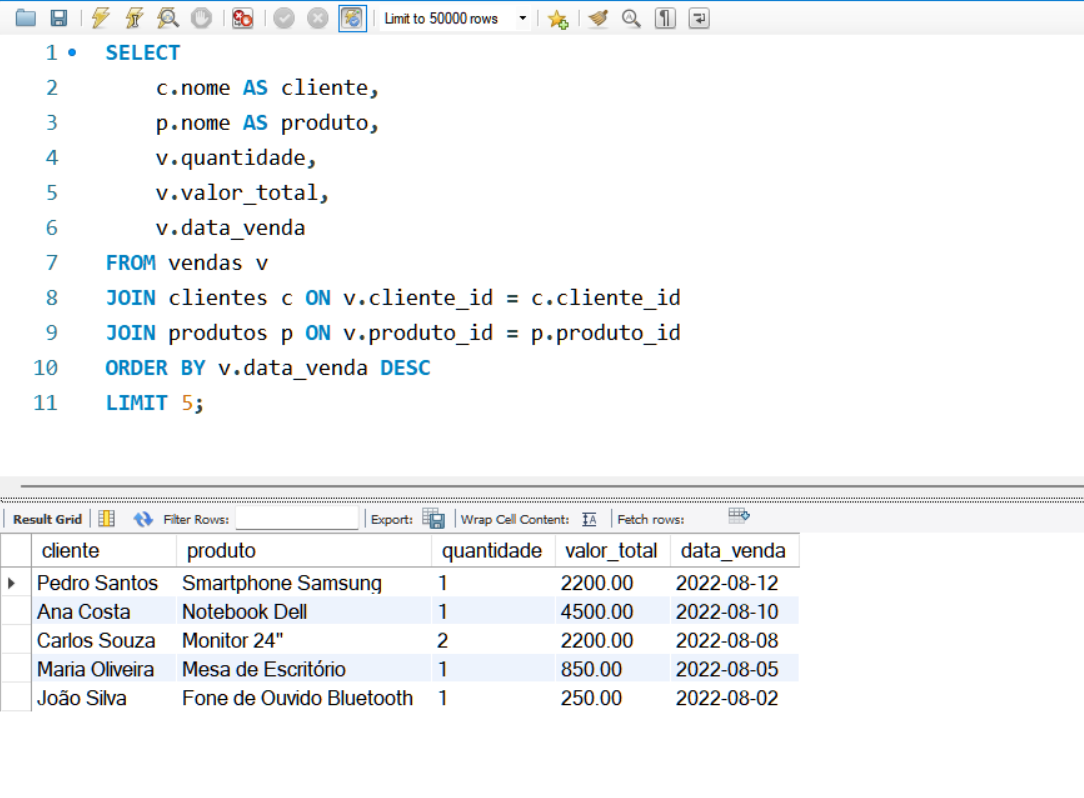 Limit to 50000 rows
1 SELECT
2 c.nome AS cliente,
3 p.nome AS produto,
4 v.quantidade,
5 v.valor_total,
6 v.data_venda
7 FROM vendas v
8 JOIN clientes c ON v.cliente_id = c.cliente_id
9 JOIN produtos p ON v.produto_id = p.produto_id
10 ORDER BY v.data_venda DESC
11 LIMIT 5;
Result Grid Filter Rows: Export: Wrap Cell Content: Fetch rows:
cliente produto quantidade valor_total data_venda
Pedro Santos Smartphone Samsung 1 2200.00 2022-08-12
Ana Costa Notebook Dell 1 4500.00 2022-08-10
Carlos Souza Monitor 24" 2 2200.00 2022-08-08
Maria Oliveira Mesa de Escritório 1 850.00 2022-08-05
João Silva Fone de Ouvido Bluetooth 1 250.00 2022-08-02